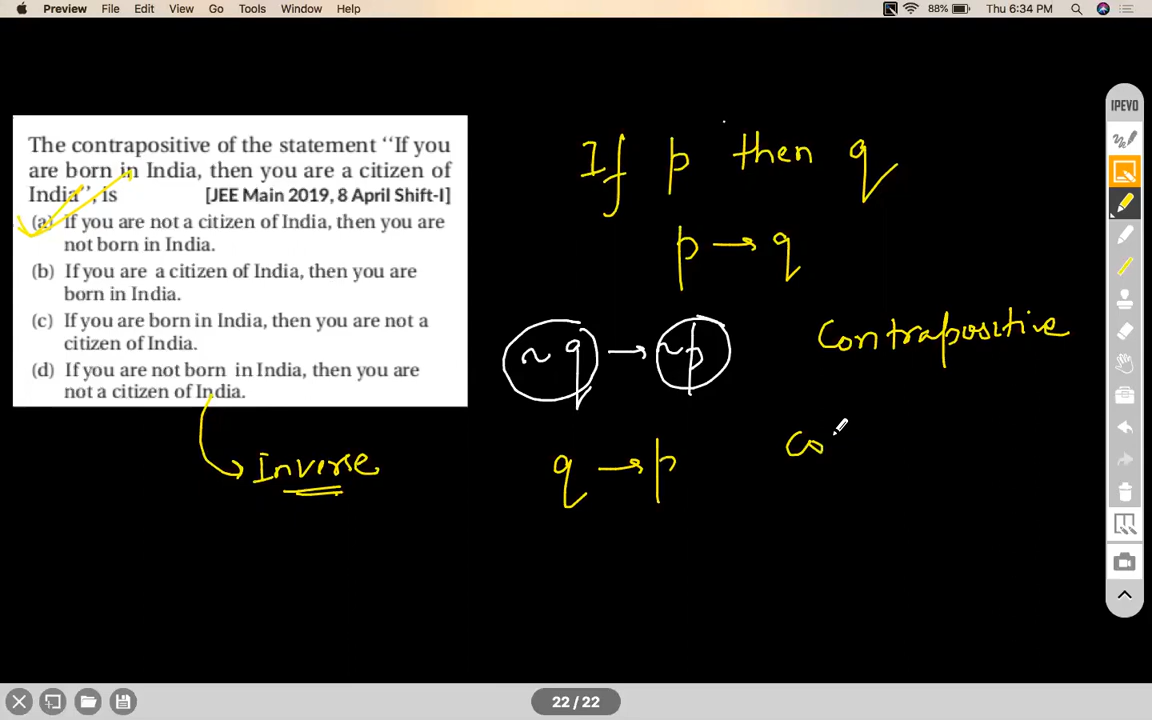 Preview File Edit View Go Tools Window Help 88% Thu 6:34 PM
IPEVO
The contrapositive of the statement ‘‘If you
are born in India, then you are a citizen of
India’’, is [JEE Main 2019, 8 April Shift-I]
(a) If you are not a citizen of India, then you are
not born in India.
(b) If you are a citizen of India, then you are
born in India.
(c) If you are born in India, then you are not a
citizen of India.
(d) If you are not born in India, then you are
not a citizen of India.
Inverse
If p then q
p → q
~ q → ~ p Contrapositive
q → p Co
22 / 22